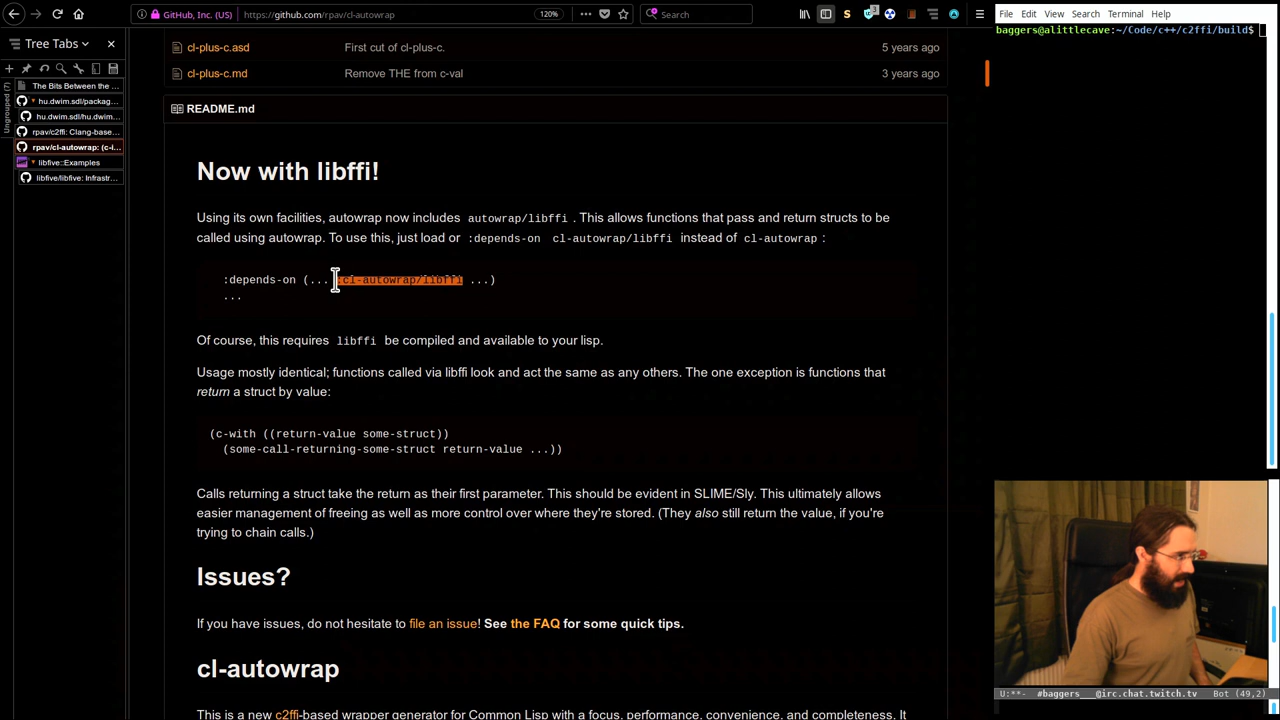 GitHub, Inc. (US)
https://github.com/rpav/cl-autowrap
120%
Search
File Edit View Search Terminal Help
baggers@alittlecave:~/Code/c++/c2ffi/build$
Tree Tabs
Ungrouped (7)
The Bits Between the ...
hu.dwim.sdl/packag...
hu.dwim.sdl/hu.dwim...
rpav/c2ffi: Clang-base...
rpav/cl-autowrap: (c-i...
libfive::Examples
libfive/libfive: Infrastr...
cl-plus-c.asd First cut of cl-plus-c. 5 years ago
cl-plus-c.md Remove THE from c-val 3 years ago
README.md
Now with libffi!
Using its own facilities, autowrap now includes autowrap/libffi . This allows functions that pass and return structs to be
called using autowrap. To use this, just load or :depends-on cl-autowrap/libffi instead of cl-autowrap :
:depends-on (... :cl-autowrap/libffi ...)
...
Of course, this requires libffi be compiled and available to your lisp.
Usage mostly identical; functions called via libffi look and act the same as any others. The one exception is functions that
return a struct by value:
(c-with ((return-value some-struct))
(some-call-returning-some-struct return-value ...))
Calls returning a struct take the return as their first parameter. This should be evident in SLIME/Sly. This ultimately allows
easier management of freeing as well as more control over where they're stored. (They also still return the value, if you're
trying to chain calls.)
Issues?
If you have issues, do not hesitate to file an issue! See the FAQ for some quick tips.
cl-autowrap
This is a new c2ffi-based wrapper generator for Common Lisp with a focus, performance, convenience, and completeness. It
U:**- #baggers___@irc.chat.twitch.tv Bot (49,2)